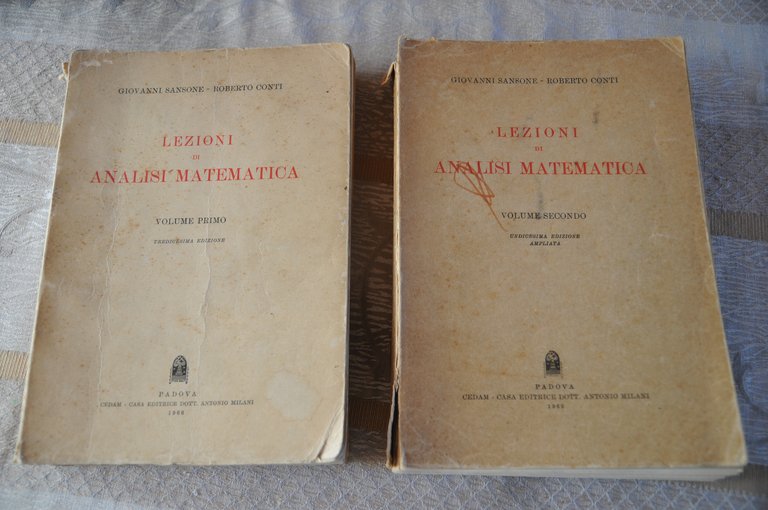 GIOVANNI SANSONE - ROBERTO CONTI
LEZIONI
DI
ANALISI MATEMATICA
VOLUME PRIMO
TREDICESIMA EDIZIONE
PADOVA
CEDAM - CASA EDITRICE DOTT. ANTONIO MILANI
1966
GIOVANNI SANSONE - ROBERTO CONTI
LEZIONI
DI
ANALISI MATEMATICA
VOLUME SECONDO
UNDICESIMA EDIZIONE
AMPLIATA
PADOVA
CEDAM - CASA EDITRICE DOTT. ANTONIO MILANI